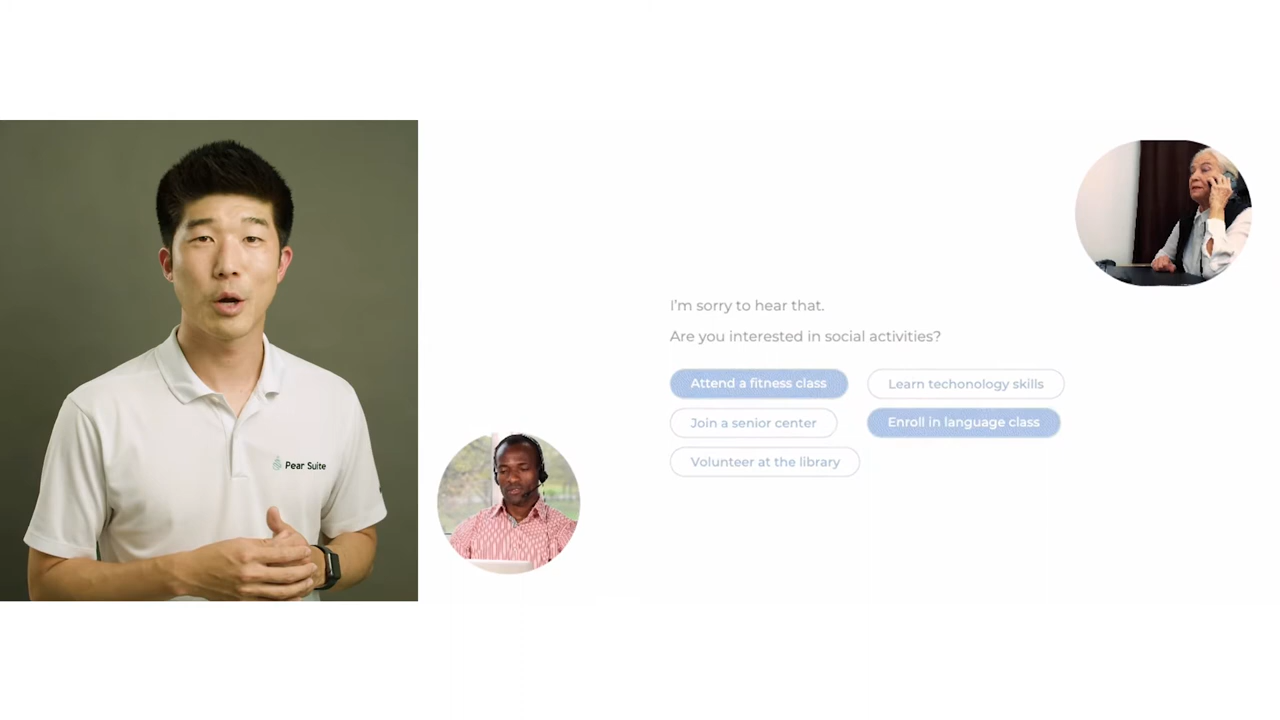 Pear Suite
I'm sorry to hear that.
Are you interested in social activities?
Attend a fitness class
Learn techonology skills
Join a senior center
Enroll in language class
Volunteer at the library